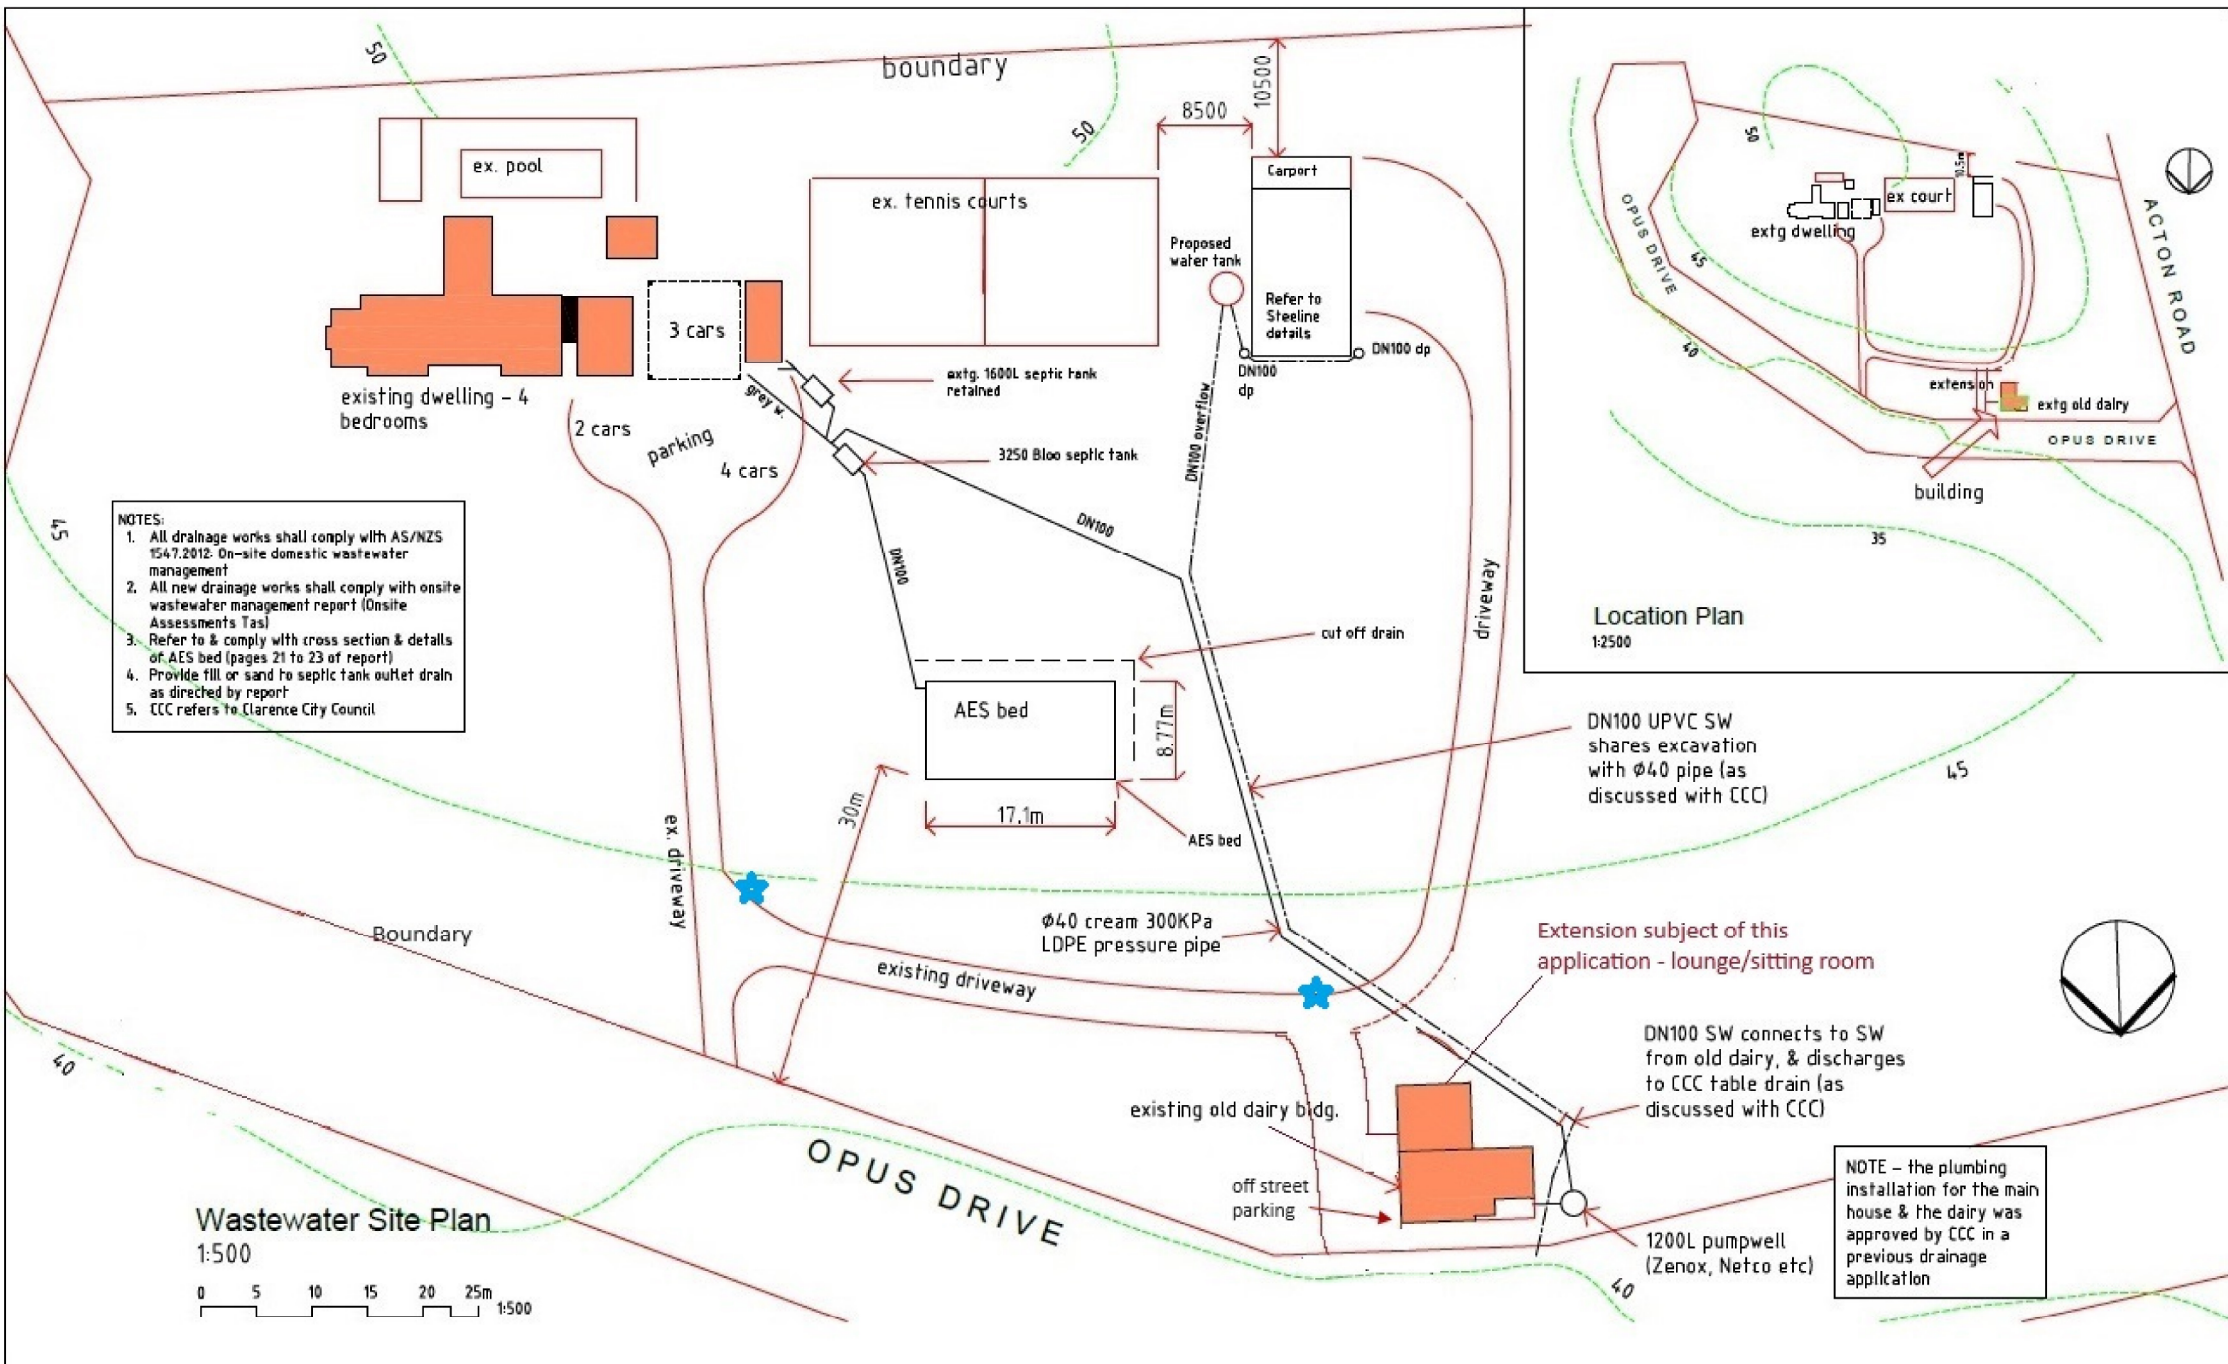 50
boundary
50
8500
10500
ex. pool
ex. tennis courts
Carport
Proposed
water tank
Refer to
Steeline
details
DN100 dp
DN100
dp
DN100 overflow
3 cars
existing dwelling - 4
bedrooms
2 cars
parking
4 cars
grey w.
extg. 1600L septic tank
retained
3250 Bloo septic tank
DN100
DN100
driveway
45
NOTES:
1. All drainage works shall comply with AS/NZS
1547.2012: On-site domestic wastewater
management
2. All new drainage works shall comply with onsite
wastewater management report (Onsite
Assessments Tas)
3. Refer to & comply with cross section & details
of AES bed (pages 21 to 23 of report)
4. Provide fill or sand to septic tank outlet drain
as directed by report
5. CCC refers to Clarence City Council
cut off drain
AES bed
8.77m
17.1m
AES bed
30m
ex. driveway
DN100 UPVC SW
shares excavation
with Ø40 pipe (as
discussed with CCC)
45
Ø40 cream 300KPa
LDPE pressure pipe
Extension subject of this
application - lounge/sitting room
Boundary
existing driveway
40
DN100 SW connects to SW
from old dairy, & discharges
to CCC table drain (as
discussed with CCC)
existing old dairy bldg.
off street
parking
OPUS DRIVE
1200L pumpwell
(Zenox, Netco etc)
40
NOTE - the plumbing
installation for the main
house & the dairy was
approved by CCC in a
previous drainage
application
Wastewater Site Plan
1:500
0 5 10 15 20 25m
1:500
50
10.5m
OPUS DRIVE
ex court
extg dwelling
45
ACTON ROAD
40
extension
extg old dairy
OPUS DRIVE
building
35
Location Plan
1:2500